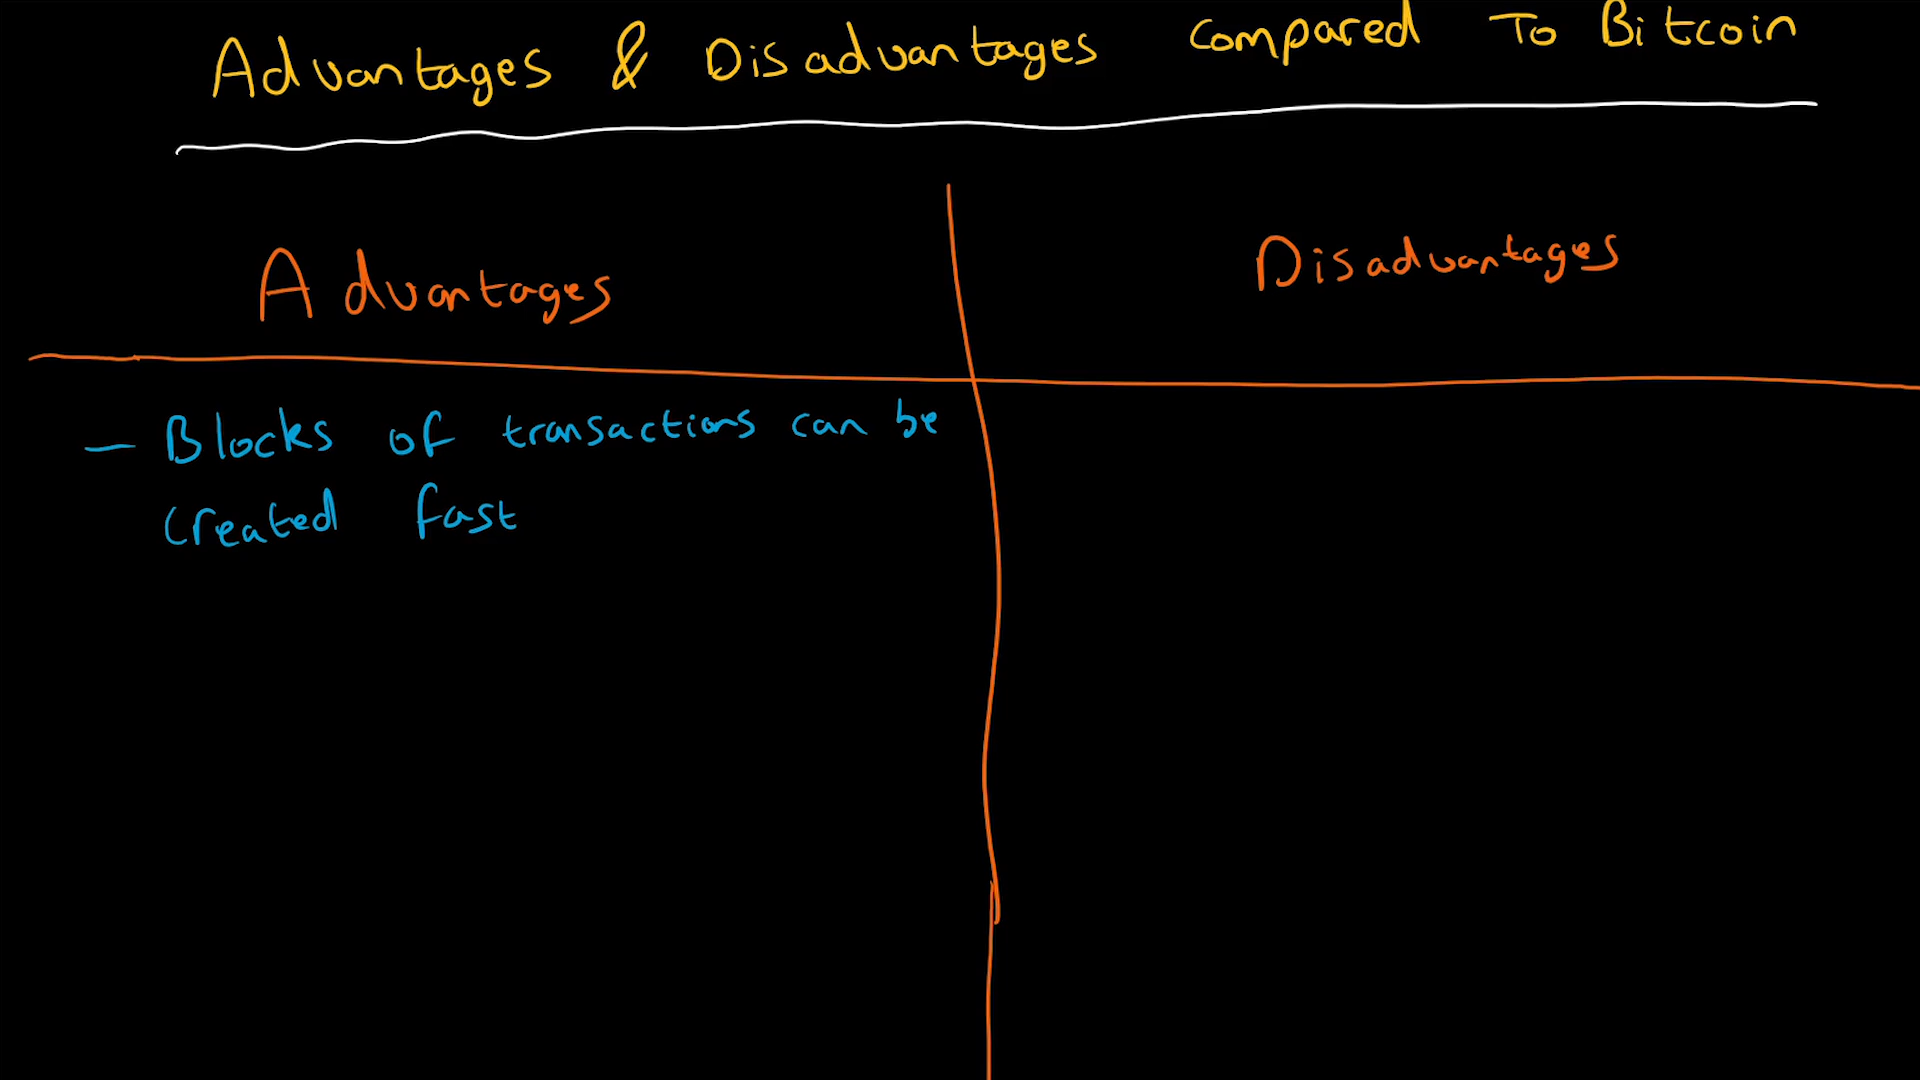 Advantages & Disadvantages Compared To Bitcoin
Advantages
Disadvantages
- Blocks of transactions can be
Created fast